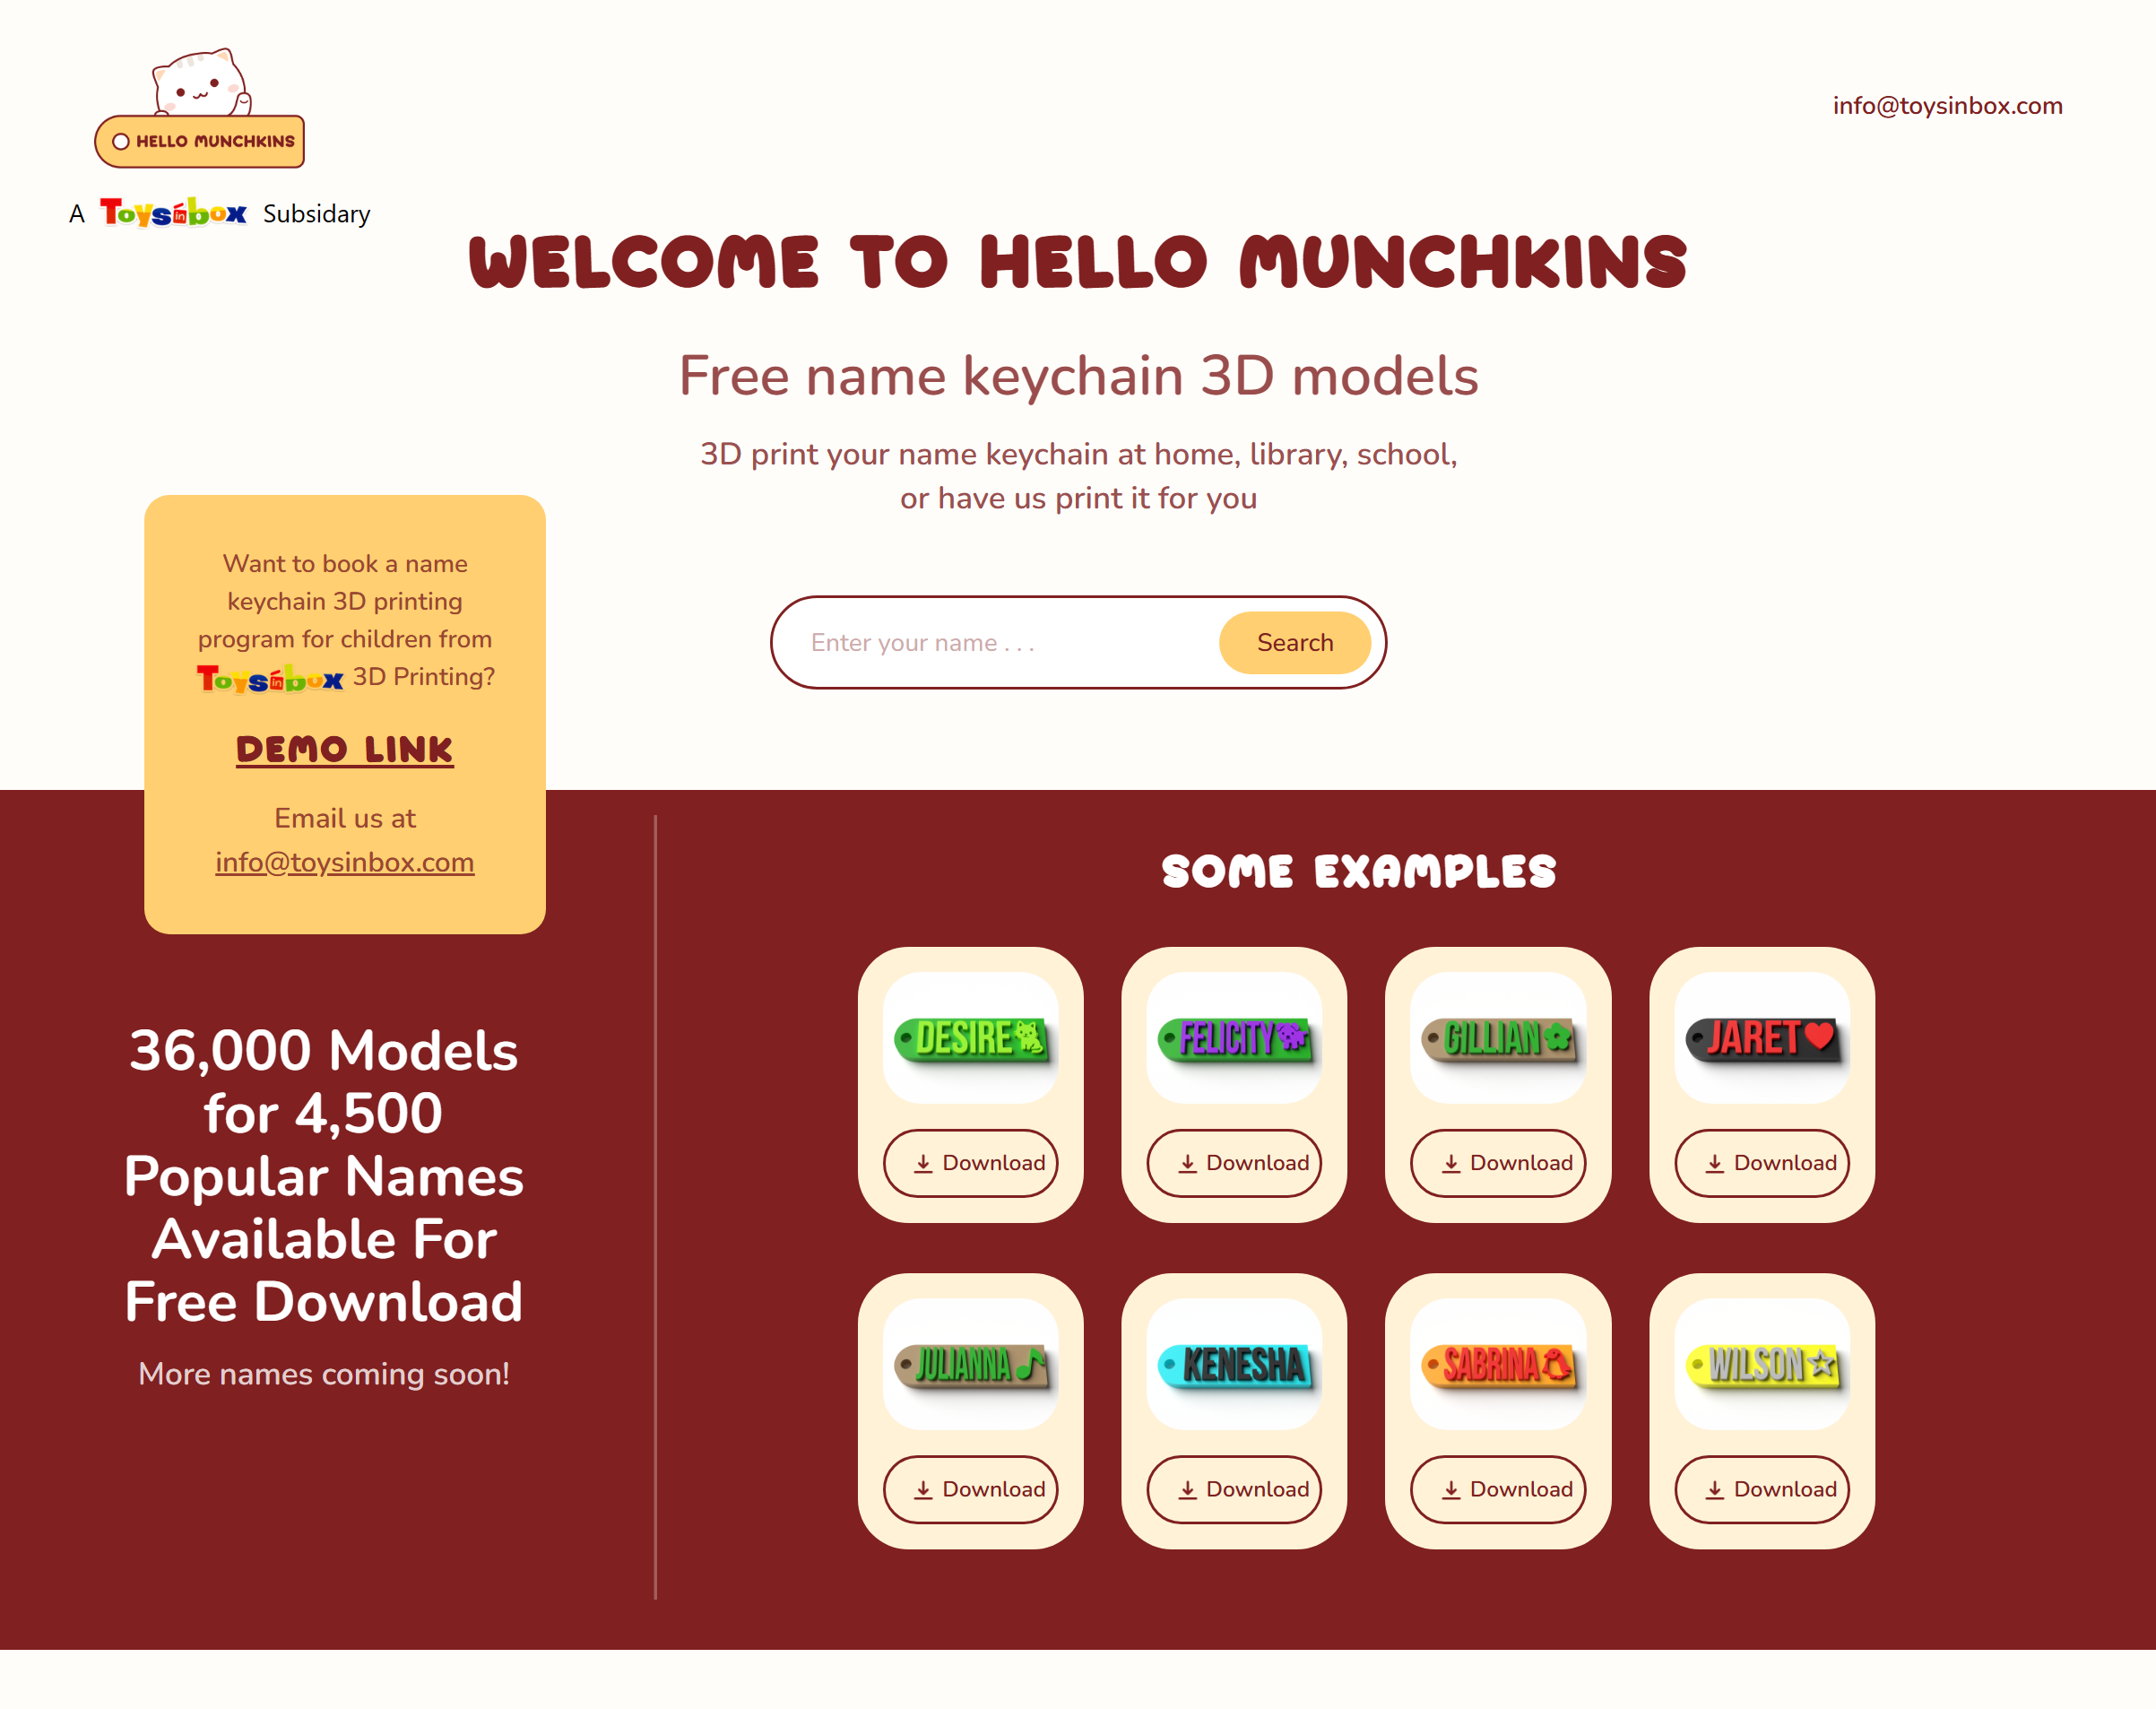 HELLO MUNCHKINS
info@toysinbox.com
A Toysinbox Subsidary
WELCOME TO HELLO MUNCHKINS
Free name keychain 3D models
3D print your name keychain at home, library, school,
or have us print it for you
Want to book a name
keychain 3D printing
program for children from
Toysinbox 3D Printing?
DEMO LINK
Email us at
info@toysinbox.com
Enter your name . . .
Search
36,000 Models
for 4,500
Popular Names
Available For
Free Download
More names coming soon!
SOME EXAMPLES
DESIRE
FELICITY
GILLIAN
JARET
Download
Download
Download
Download
JULIANNA
KENESHA
SABRINA
WILSON
Download
Download
Download
Download